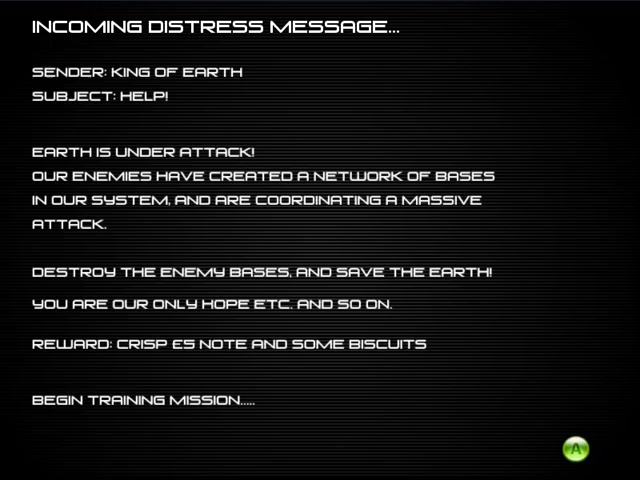 INCOMING DISTRESS MESSAGE...
SENDER: KING OF EARTH
SUBJECT: HELP!
EARTH IS UNDER ATTACK!
OUR ENEMIES HAVE CREATED A NETWORK OF BASES
IN OUR SYSTEM, AND ARE COORDINATING A MASSIVE
ATTACK.
DESTROY THE ENEMY BASES, AND SAVE THE EARTH!
YOU ARE OUR ONLY HOPE ETC. AND SO ON.
REWARD: CRISP £5 NOTE AND SOME BISCUITS
BEGIN TRAINING MISSION.....
A